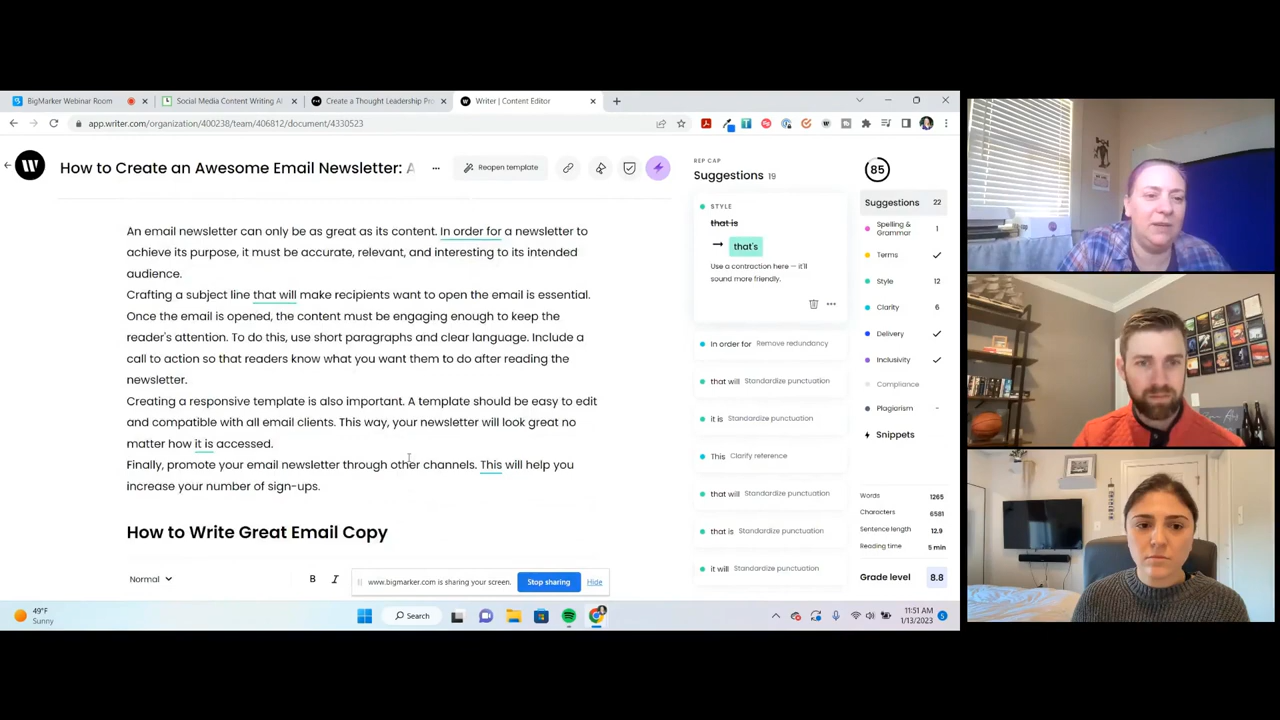 BigMarker Webinar Room
Social Media Content Writing AI
Create a Thought Leadership Pro
Writer | Content Editor
app.writer.com/organization/400238/team/406812/document/4330523
How to Create an Awesome Email Newsletter: A
Reopen template
An email newsletter can only be as great as its content. In order for a newsletter to
achieve its purpose, it must be accurate, relevant, and interesting to its intended
audience.
Crafting a subject line that will make recipients want to open the email is essential.
Once the email is opened, the content must be engaging enough to keep the
reader's attention. To do this, use short paragraphs and clear language. Include a
call to action so that readers know what you want them to do after reading the
newsletter.
Creating a responsive template is also important. A template should be easy to edit
and compatible with all email clients. This way, your newsletter will look great no
matter how it is accessed.
Finally, promote your email newsletter through other channels. This will help you
increase your number of sign-ups.
How to Write Great Email Copy
Normal
B I
www.bigmarker.com is sharing your screen.
Stop sharing
Hide
REP CAP
Suggestions 19
STYLE
that is
→ that's
Use a contraction here — it'll
sound more friendly.
In order for Remove redundancy
that will Standardize punctuation
it is Standardize punctuation
This Clarify reference
that will Standardize punctuation
that is Standardize punctuation
it will Standardize punctuation
85
Suggestions 22
Spelling &
Grammar 1
Terms
Style 12
Clarity 6
Delivery
Inclusivity
Compliance
Plagiarism -
Snippets
Words 1265
Characters 6581
Sentence length 12.9
Reading time 5 min
Grade level 8.8
49°F
Sunny
Search
11:51 AM
1/13/2023
5